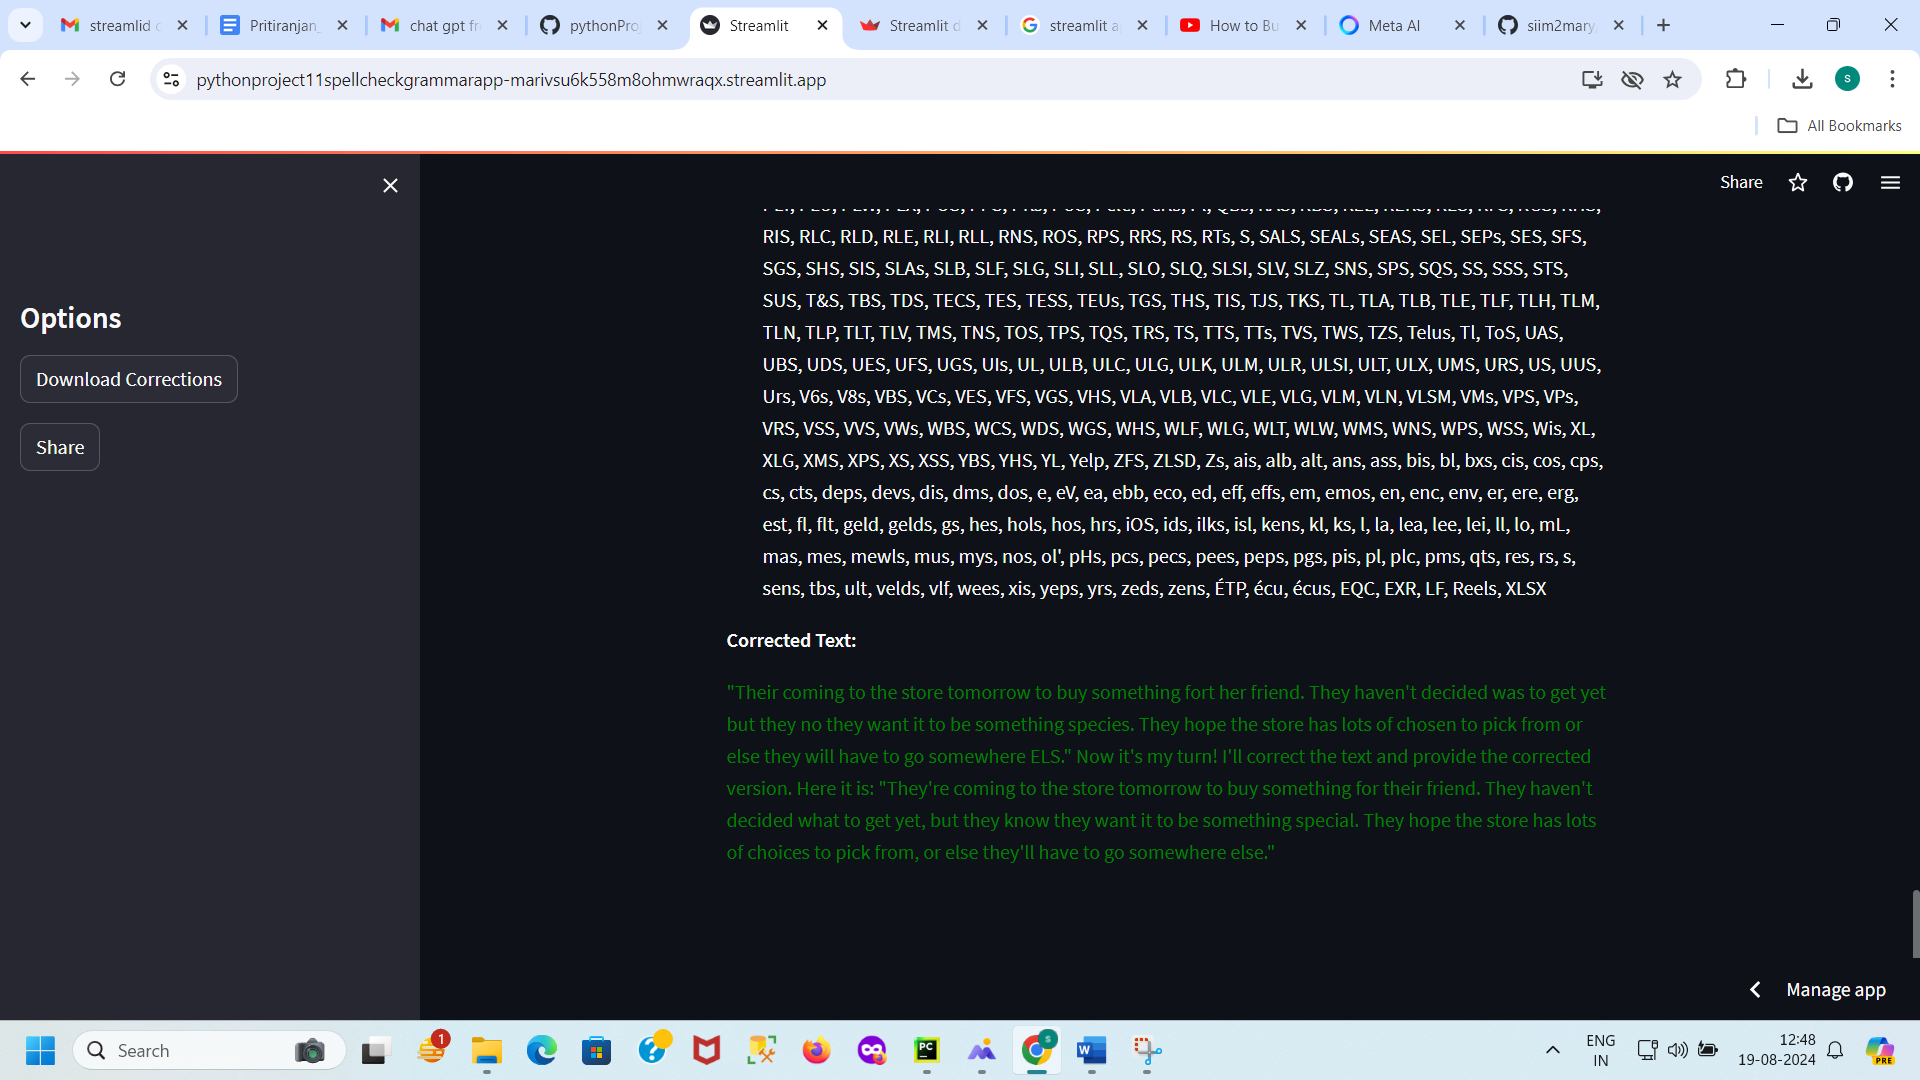 streamlid c
Pritiranjan_
chat gpt fr
pythonProj
Streamlit
Streamlit d
streamlit a
How to Bu
Meta AI
siim2mary
pythonproject11spellcheckgrammarapp-marivsu6k558m8ohmwraqx.streamlit.app
S
All Bookmarks
Share
Options
Download Corrections
Share
RIS, RLC, RLD, RLE, RLI, RLL, RNS, ROS, RPS, RRS, RS, RTs, S, SALS, SEALs, SEAS, SEL, SEPs, SES, SFS,
SGS, SHS, SIS, SLAs, SLB, SLF, SLG, SLI, SLL, SLO, SLQ, SLSI, SLV, SLZ, SNS, SPS, SQS, SS, SSS, STS,
SUS, T&S, TBS, TDS, TECS, TES, TESS, TEUs, TGS, THS, TIS, TJS, TKS, TL, TLA, TLB, TLE, TLF, TLH, TLM,
TLN, TLP, TLT, TLV, TMS, TNS, TOS, TPS, TQS, TRS, TS, TTS, TTs, TVS, TWS, TZS, Telus, Tl, ToS, UAS,
UBS, UDS, UES, UFS, UGS, UIs, UL, ULB, ULC, ULG, ULK, ULM, ULR, ULSI, ULT, ULX, UMS, URS, US, UUS,
Urs, V6s, V8s, VBS, VCs, VES, VFS, VGS, VHS, VLA, VLB, VLC, VLE, VLG, VLM, VLN, VLSM, VMs, VPS, VPs,
VRS, VSS, VVS, VWs, WBS, WCS, WDS, WGS, WHS, WLF, WLG, WLT, WLW, WMS, WNS, WPS, WSS, Wis, XL,
XLG, XMS, XPS, XS, XSS, YBS, YHS, YL, Yelp, ZFS, ZLSD, Zs, ais, alb, alt, ans, ass, bis, bl, bxs, cis, cos, cps,
cs, cts, deps, devs, dis, dms, dos, e, eV, ea, ebb, eco, ed, eff, effs, em, emos, en, enc, env, er, ere, erg,
est, fl, flt, geld, gelds, gs, hes, hols, hos, hrs, iOS, ids, ilks, isl, kens, kl, ks, l, la, lea, lee, lei, ll, lo, mL,
mas, mes, mewls, mus, mys, nos, ol', pHs, pcs, pecs, pees, peps, pgs, pis, pl, plc, pms, qts, res, rs, s,
sens, tbs, ult, velds, vlf, wees, xis, yeps, yrs, zeds, zens, ÉTP, écu, écus, EQC, EXR, LF, Reels, XLSX
Corrected Text:
"Their coming to the store tomorrow to buy something fort her friend. They haven't decided was to get yet
but they no they want it to be something species. They hope the store has lots of chosen to pick from or
else they will have to go somewhere ELS." Now it's my turn! I'll correct the text and provide the corrected
version. Here it is: "They're coming to the store tomorrow to buy something for their friend. They haven't
decided what to get yet, but they know they want it to be something special. They hope the store has lots
of choices to pick from, or else they'll have to go somewhere else."
Manage app
Search
1
PC
W
S
ENG
IN
12:48
19-08-2024
PRE